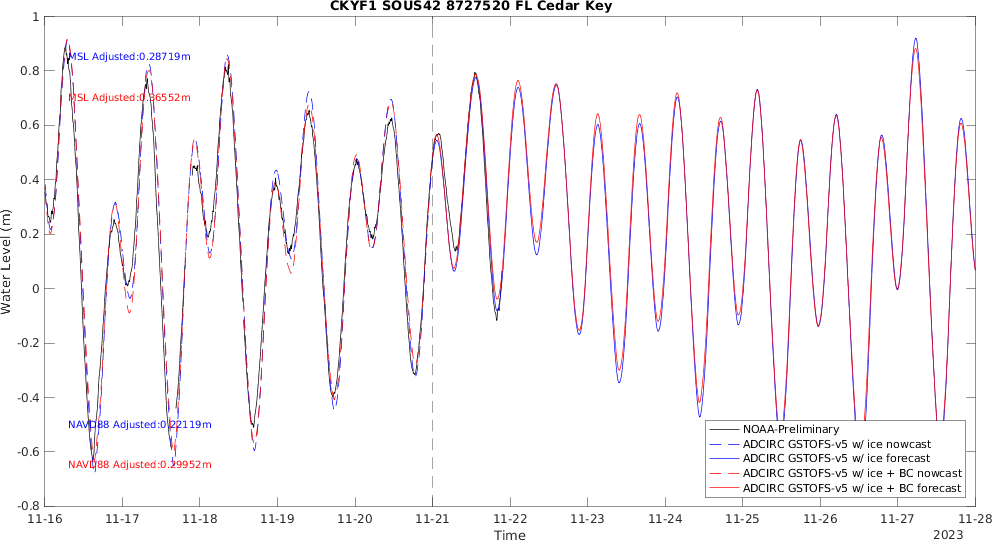 CKYF1 SOUS42 8727520 FL Cedar Key
1
0.8
0.6
0.4
0.2
0
-0.2
-0.4
-0.6
-0.8
Water Level (m)
MSL Adjusted:0.28719m
MSL Adjusted:0.36552m
NAVD88 Adjusted:0.22119m
NAVD88 Adjusted:0.29952m
NOAA-Preliminary
ADCIRC GSTOFS-v5 w/ ice nowcast
ADCIRC GSTOFS-v5 w/ ice forecast
ADCIRC GSTOFS-v5 w/ ice + BC nowcast
ADCIRC GSTOFS-v5 w/ ice + BC forecast
11-16 11-17 11-18 11-19 11-20 11-21 11-22 11-23 11-24 11-25 11-26 11-27 11-28
Time
2023